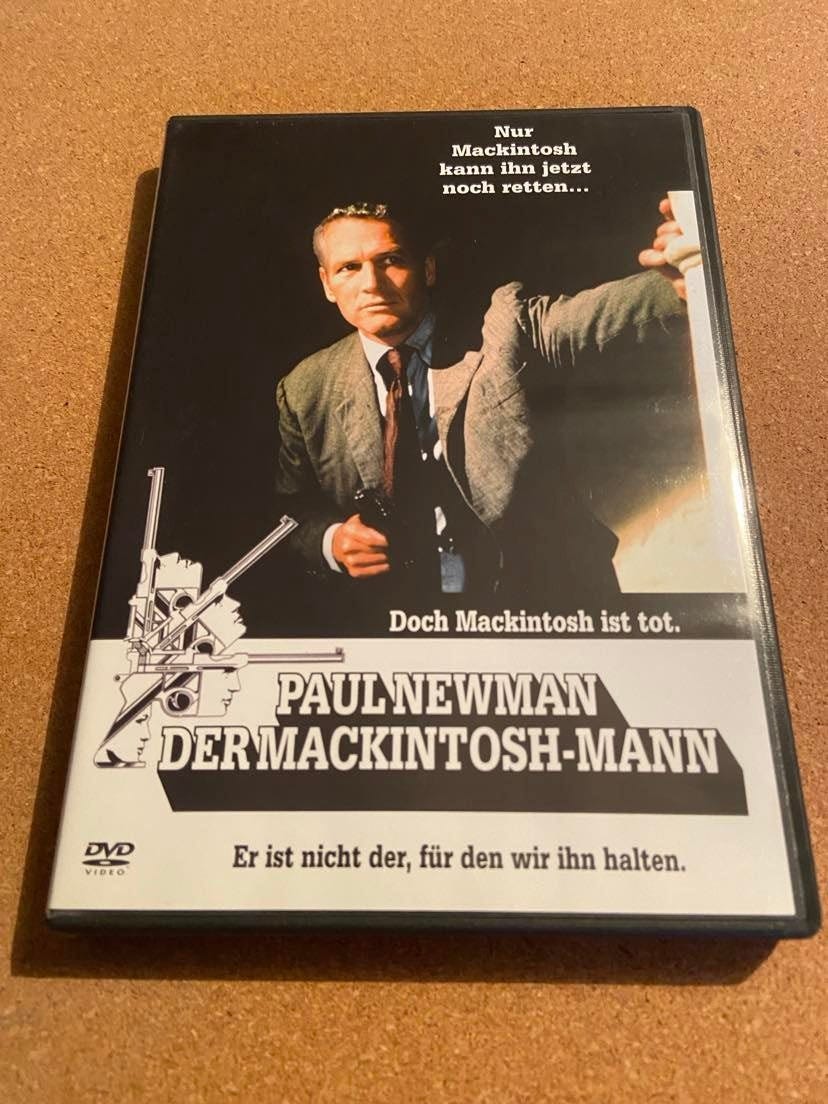 Nur
Mackintosh
kann ihn jetzt
noch retten...
Doch Mackintosh ist tot.
PAUL NEWMAN
DER MACKINTOSH-MANN
DVD
VIDEO
Er ist nicht der, für den wir ihn halten.